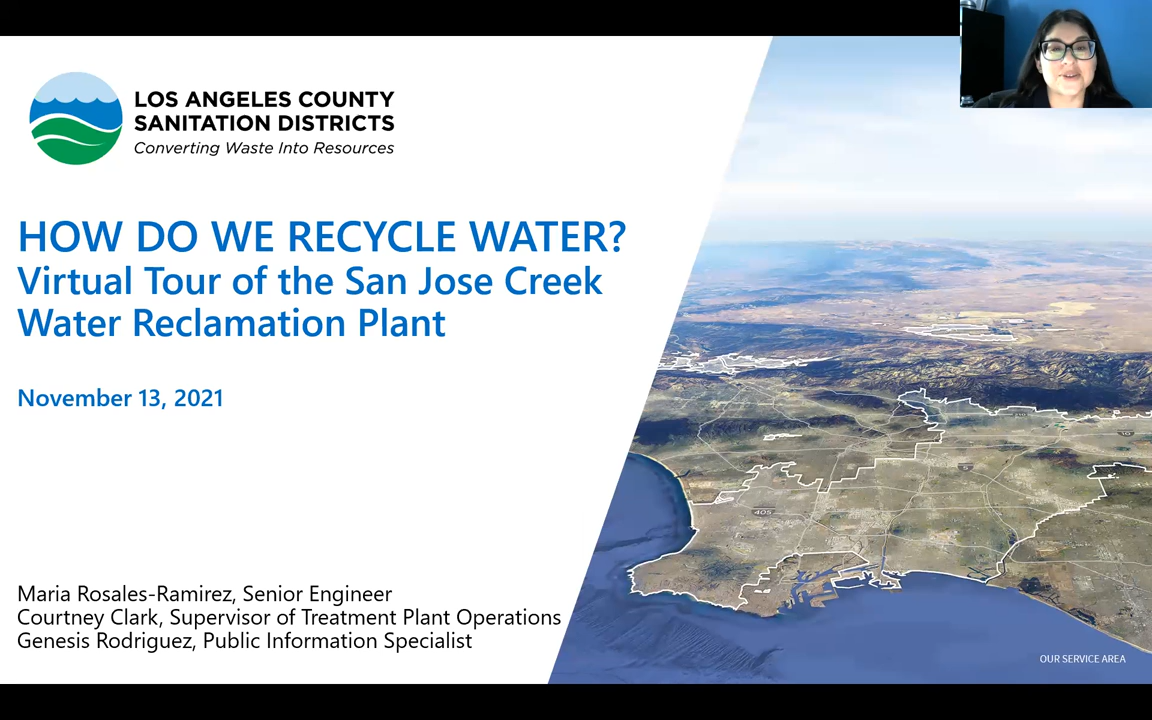 LOS ANGELES COUNTY
SANITATION DISTRICTS
Converting Waste Into Resources
HOW DO WE RECYCLE WATER?
Virtual Tour of the San Jose Creek
Water Reclamation Plant
November 13, 2021
405
5
Maria Rosales-Ramirez, Senior Engineer
Courtney Clark, Supervisor of Treatment Plant Operations
Genesis Rodriguez, Public Information Specialist
OUR SERVICE AREA